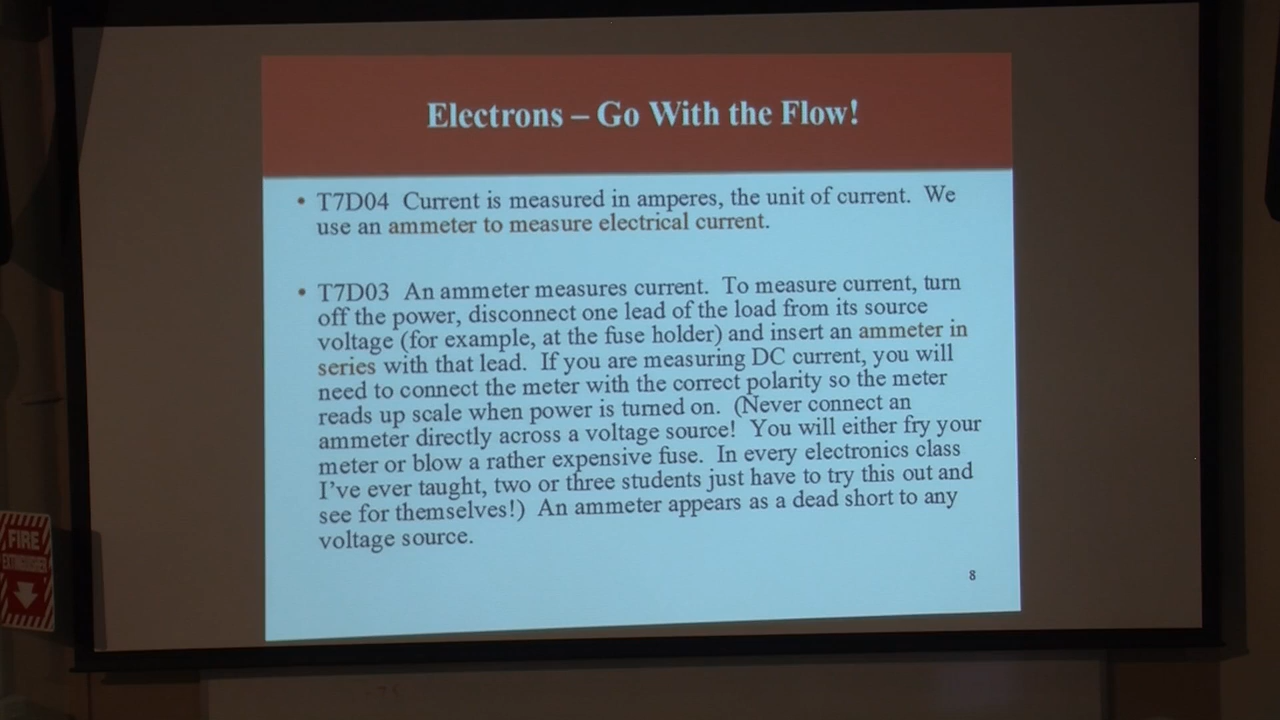 Electrons – Go With the Flow!
• T7D04 Current is measured in amperes, the unit of current. We
use an ammeter to measure electrical current.
• T7D03 An ammeter measures current. To measure current, turn
off the power, disconnect one lead of the load from its source
voltage (for example, at the fuse holder) and insert an ammeter in
series with that lead. If you are measuring DC current, you will
need to connect the meter with the correct polarity so the meter
reads up scale when power is turned on. (Never connect an
ammeter directly across a voltage source! You will either fry your
meter or blow a rather expensive fuse. In every electronics class
I've ever taught, two or three students just have to try this out and
see for themselves!) An ammeter appears as a dead short to any
voltage source.
8
FIRE
EXTINGUISHER